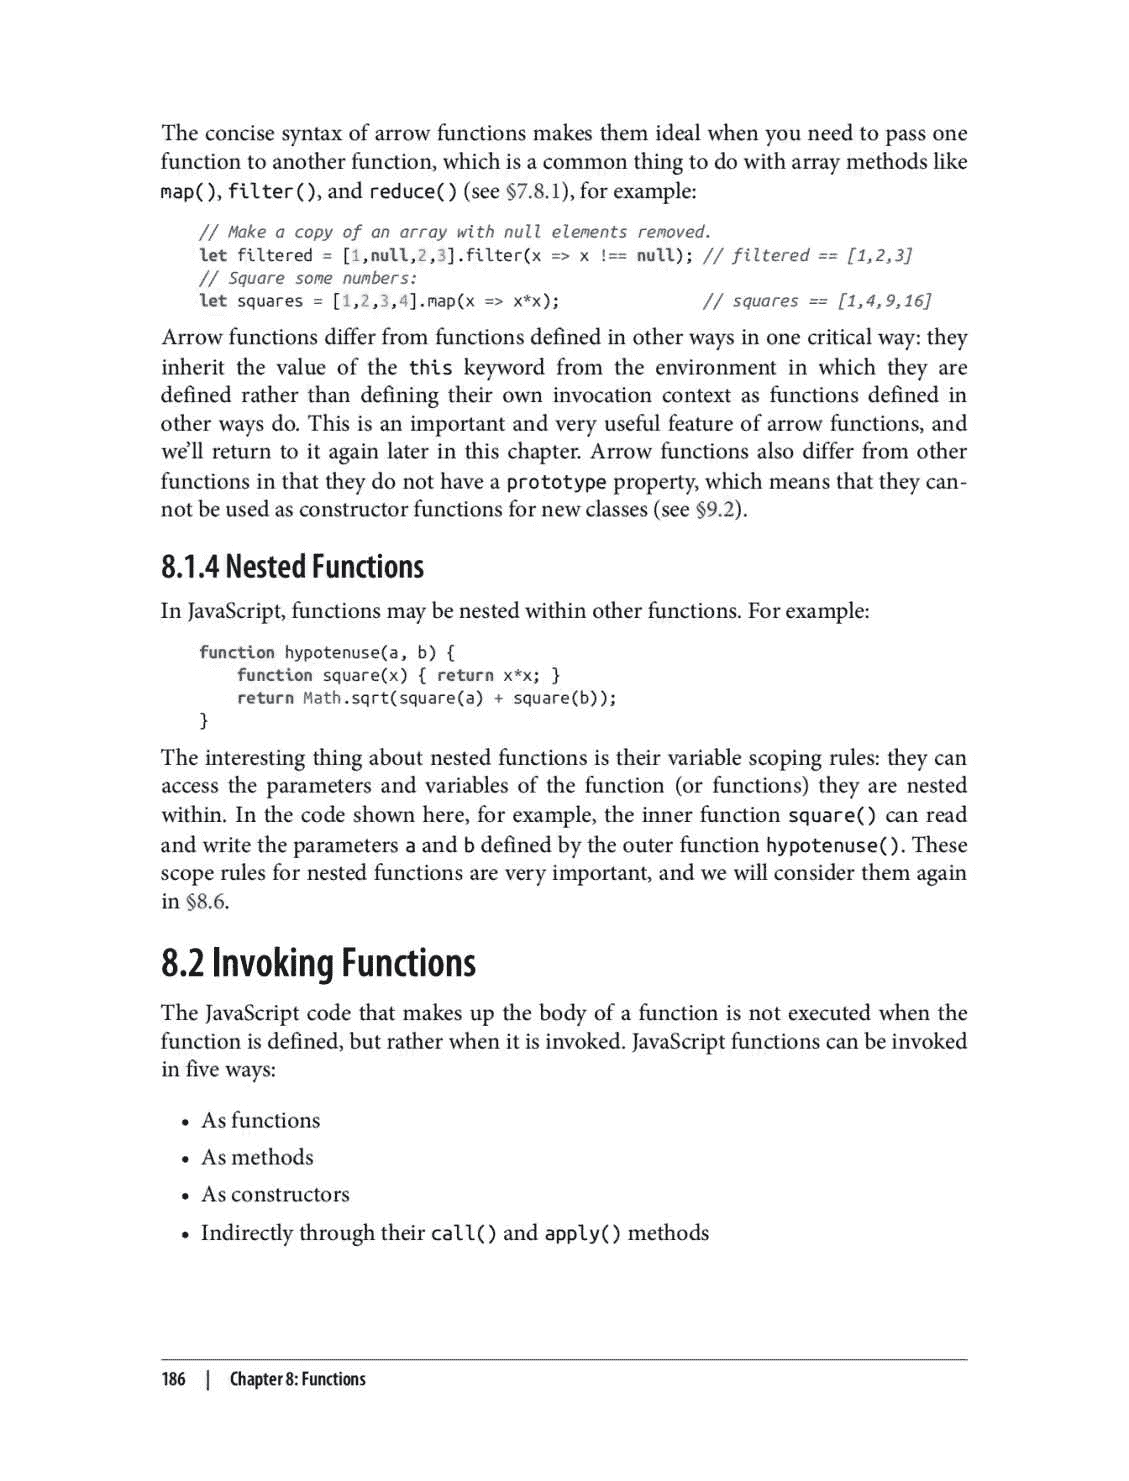 The concise syntax of arrow functions makes them ideal when you need to pass one
function to another function, which is a common thing to do with array methods like
map(), filter(), and reduce() (see §7.8.1), for example:
// Make a copy of an array with null elements removed.
let filtered = [1,null,2,3].filter(x => x !== null); // filtered == [1,2,3]
// Square some numbers:
let squares = [1,2,3,4].map(x => x*x); // squares == [1,4,9,16]
Arrow functions differ from functions defined in other ways in one critical way: they
inherit the value of the this keyword from the environment in which they are
defined rather than defining their own invocation context as functions defined in
other ways do. This is an important and very useful feature of arrow functions, and
we’ll return to it again later in this chapter. Arrow functions also differ from other
functions in that they do not have a prototype property, which means that they can-
not be used as constructor functions for new classes (see §9.2).
8.1.4 Nested Functions
In JavaScript, functions may be nested within other functions. For example:
function hypotenuse(a, b) {
function square(x) { return x*x; }
return Math.sqrt(square(a) + square(b));
}
The interesting thing about nested functions is their variable scoping rules: they can
access the parameters and variables of the function (or functions) they are nested
within. In the code shown here, for example, the inner function square() can read
and write the parameters a and b defined by the outer function hypotenuse(). These
scope rules for nested functions are very important, and we will consider them again
in §8.6.
8.2 Invoking Functions
The JavaScript code that makes up the body of a function is not executed when the
function is defined, but rather when it is invoked. JavaScript functions can be invoked
in five ways:
• As functions
• As methods
• As constructors
• Indirectly through their call() and apply() methods
186 | Chapter 8: Functions